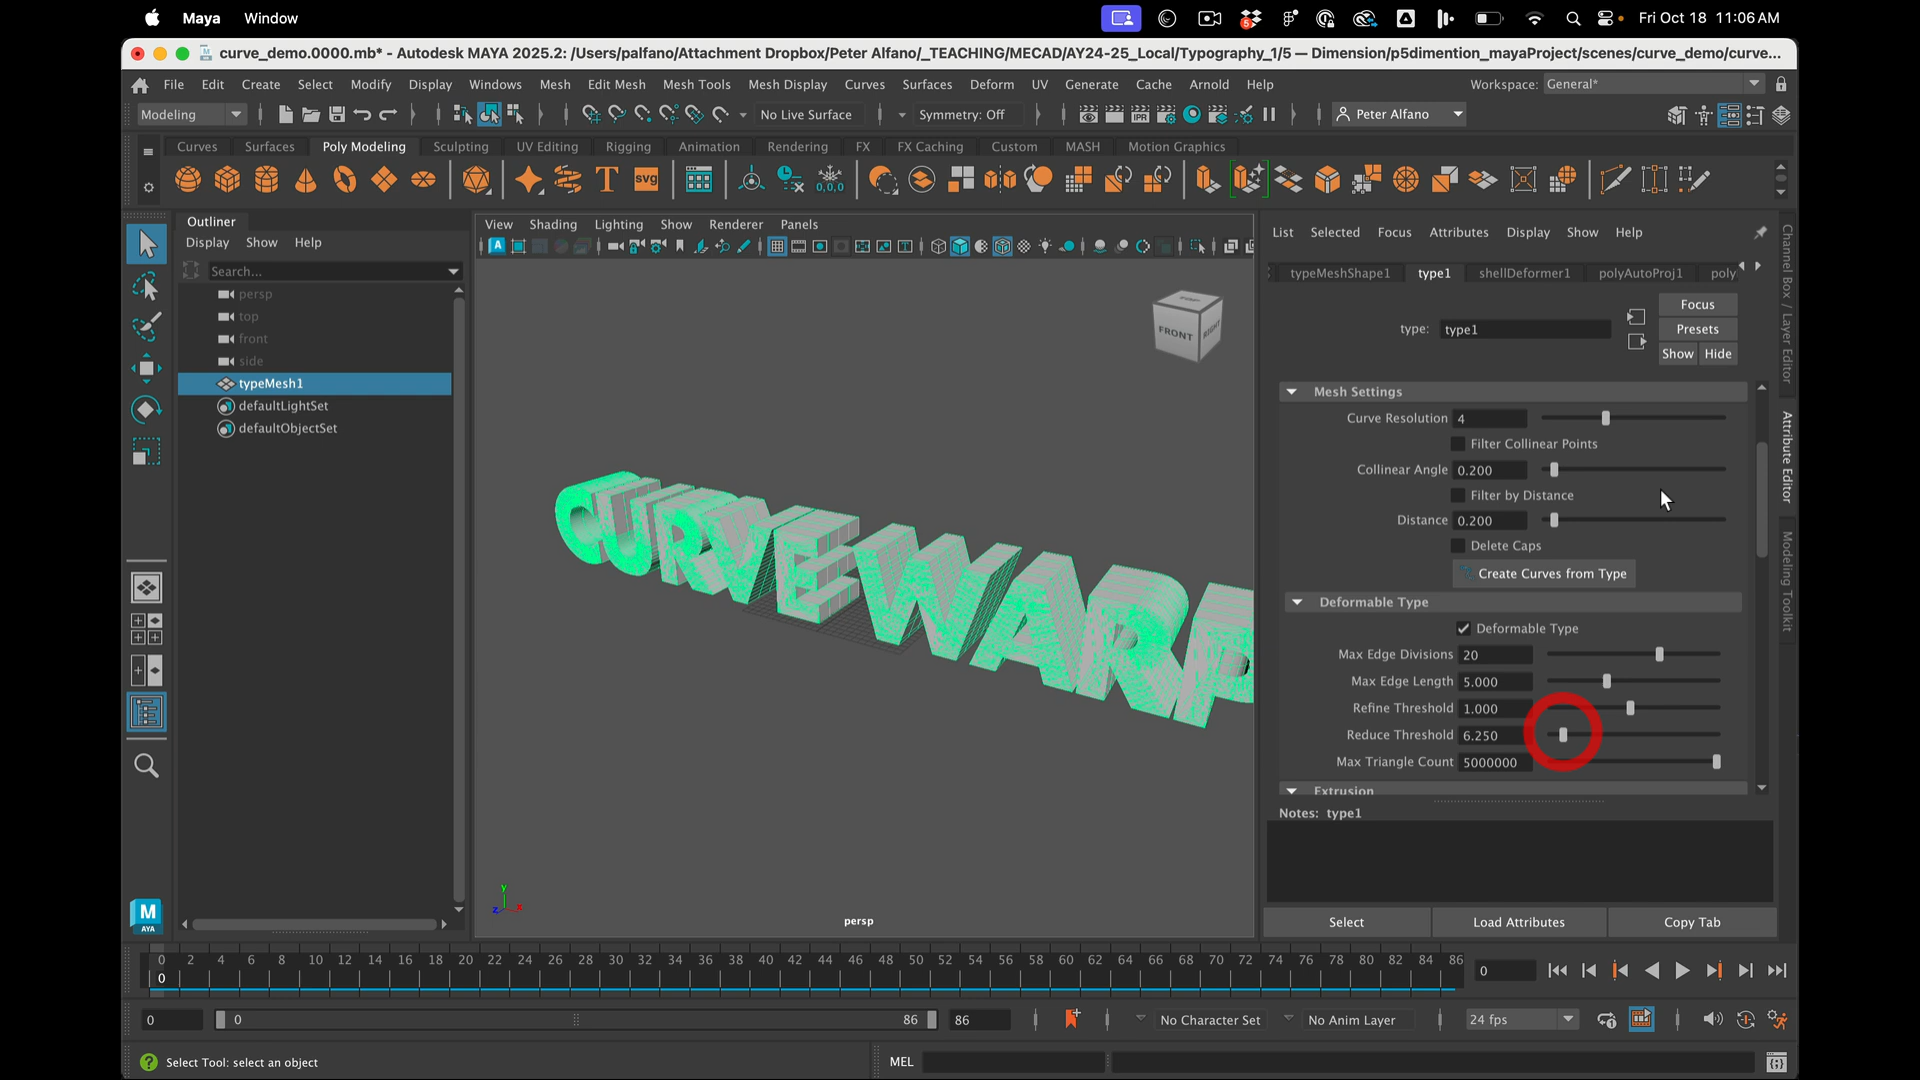 Maya Window
Fri Oct 18 11:06 AM
curve_demo.0000.mb* - Autodesk MAYA 2025.2: /Users/palfano/Attachment Dropbox/Peter Alfano/_TEACHING/MECAD/AY24-25_Local/Typography_1/5 — Dimension/p5dimention_mayaProject/scenes/curve_demo/curve...
File Edit Create Select Modify Display Windows Mesh Edit Mesh Mesh Tools Mesh Display Curves Surfaces Deform UV Generate Cache Arnold Help
Workspace: General*
Modeling
No Live Surface
Symmetry: Off
Peter Alfano
Curves Surfaces Poly Modeling Sculpting UV Editing Rigging Animation Rendering FX FX Caching Custom MASH Motion Graphics
T
svg
0,0,0
IPR
Outliner
Display Show Help
Search...
persp
top
front
side
typeMesh1
defaultLightSet
defaultObjectSet
View Shading Lighting Show Renderer Panels
TOP
FRONT
RIGHT
CURVE WARP
y
z
x
persp
List Selected Focus Attributes Display Show Help
typeMeshShape1 type1 shellDeformer1 polyAutoProj1 poly
type: type1
Focus
Presets
Show Hide
Mesh Settings
Curve Resolution 4
Filter Collinear Points
Collinear Angle 0.200
Filter by Distance
Distance 0.200
Delete Caps
Create Curves from Type
Deformable Type
Deformable Type
Max Edge Divisions 20
Max Edge Length 5.000
Refine Threshold 1.000
Reduce Threshold 6.250
Max Triangle Count 5000000
Extrusion
Notes: type1
Select Load Attributes Copy Tab
Channel Box / Layer Editor
Attribute Editor
Modeling Toolkit
M
AYA
0 2 4 6 8 10 12 14 16 18 20 22 24 26 28 30 32 34 36 38 40 42 44 46 48 50 52 54 56 58 60 62 64 66 68 70 72 74 76 78 80 82 84 86
0
0
0
0
86
86
No Character Set
No Anim Layer
24 fps
Select Tool: select an object
MEL